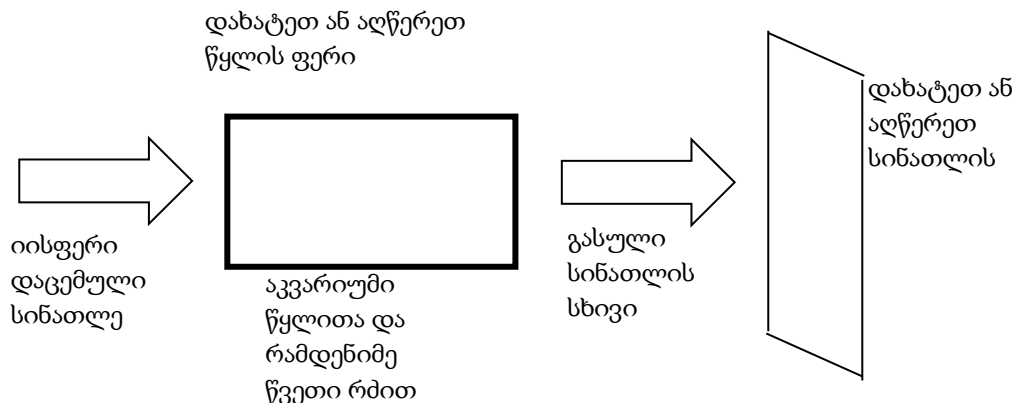 დახატეთ ან აღწერეთ
წყლის ფერი
დახატეთ ან
აღწერეთ
სინათლის
იისფერი
დაცემული
სინათლე
აკვარიუმი
წყლითა და
რამდენიმე
წვეთი რძით
გასული
სინათლის
სხივი